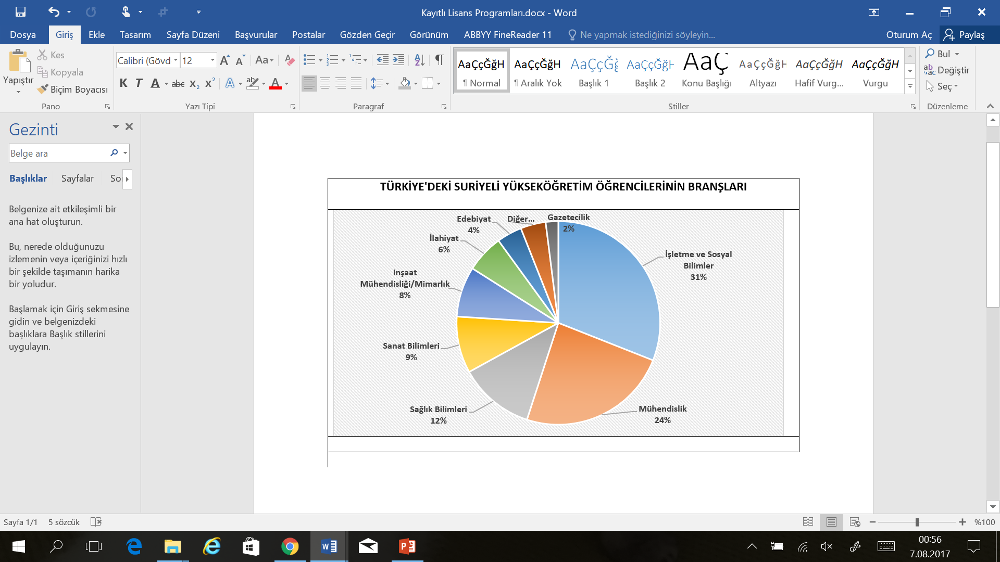 Kayıtlı Lisans Programları.docx - Word
Dosya Giriş Ekle Tasarım Sayfa Düzeni Başvurular Postalar Gözden Geçir Görünüm ABBYY FineReader 11 Ne yapmak istediğinizi söyleyin... Oturum Aç Paylaş
Yapıştır
Kes
Kopyala
Biçim Boyacısı
Pano
Calibri (Gövd 12
Aa
K T A abc x₂ x² A ab A
Yazı Tipi
Paragraf
AaÇçĞğH AaÇçĞğH AaÇçĞğ AaÇçĞğH AaÇ AaÇçĞğH AaÇçĞğH AaÇçĞğH
¶ Normal ¶ Aralık Yok Başlık 1 Başlık 2 Konu Başlığı Altyazı Hafif Vurg... Vurgu
Stiller
Bul
Değiştir
Seç
Düzenleme
Gezinti
Belge ara
Başlıklar Sayfalar
Belgenize ait etkileşimli bir
ana hat oluşturun.
Bu, nerede olduğunuzu
izlemenin veya içeriğinizi hızlı
bir şekilde taşımanın harika
bir yoludur.
Başlamak için Giriş sekmesine
gidin ve belgenizdeki
başlıklara Başlık stillerini
uygulayın.
TÜRKİYE'DEKİ SURİYELİ YÜKSEKÖĞRETİM ÖĞRENCİLERİNİN BRANŞLARI
Gazetecilik
2%
Diğer...
Edebiyat
4%
İlahiyat
6%
Inşaat
Mühendisliği/Mimarlık
8%
Sanat Bilimleri
9%
Sağlık Bilimleri
12%
Mühendislik
24%
İşletme ve Sosyal
Bilimler
31%
Sayfa 1/1 5 sözcük
%100
00:56
7.08.2017